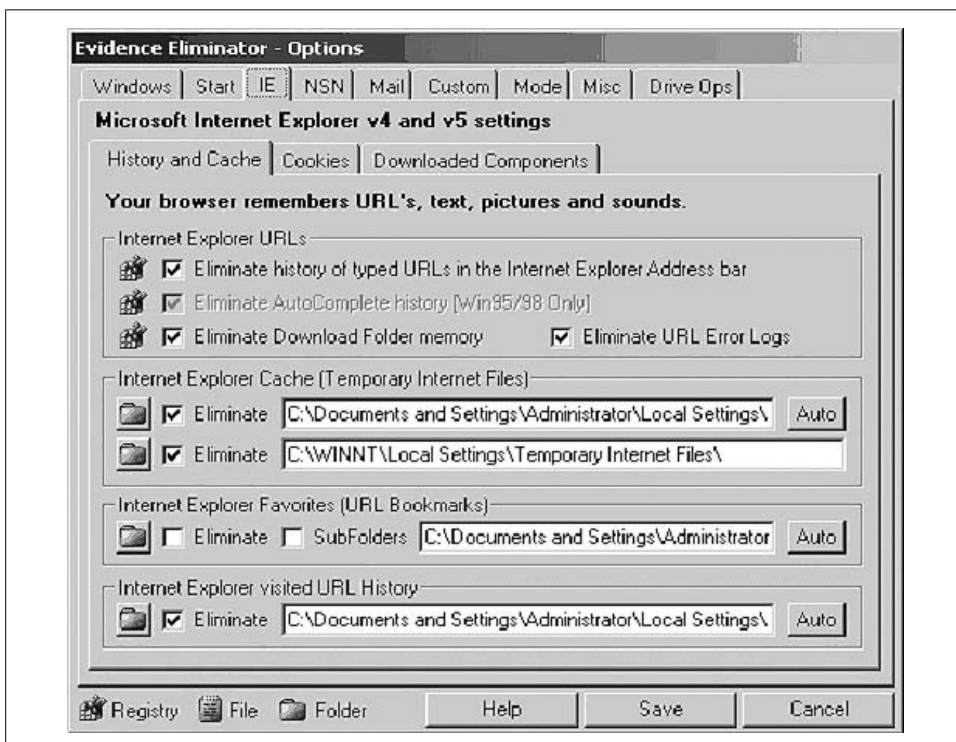 Evidence Eliminator - Options
Windows Start IE NSN Mail Custom Mode Misc Drive Ops
Microsoft Internet Explorer v4 and v5 settings
History and Cache Cookies Downloaded Components
Your browser remembers URL's, text, pictures and sounds.
Internet Explorer URLs
Eliminate history of typed URLs in the Internet Explorer Address bar
Eliminate AutoComplete history [Win95/98 Only]
Eliminate Download Folder memory Eliminate URL Error Logs
Internet Explorer Cache (Temporary Internet Files)
Eliminate C:\Documents and Settings\Administrator\Local Settings\ Auto
Eliminate C:\WINNT\Local Settings\Temporary Internet Files\
Internet Explorer Favorites (URL Bookmarks)
Eliminate SubFolders C:\Documents and Settings\Administrator Auto
Internet Explorer visited URL History
Eliminate C:\Documents and Settings\Administrator\Local Settings\ Auto
Registry File Folder Help Save Cancel